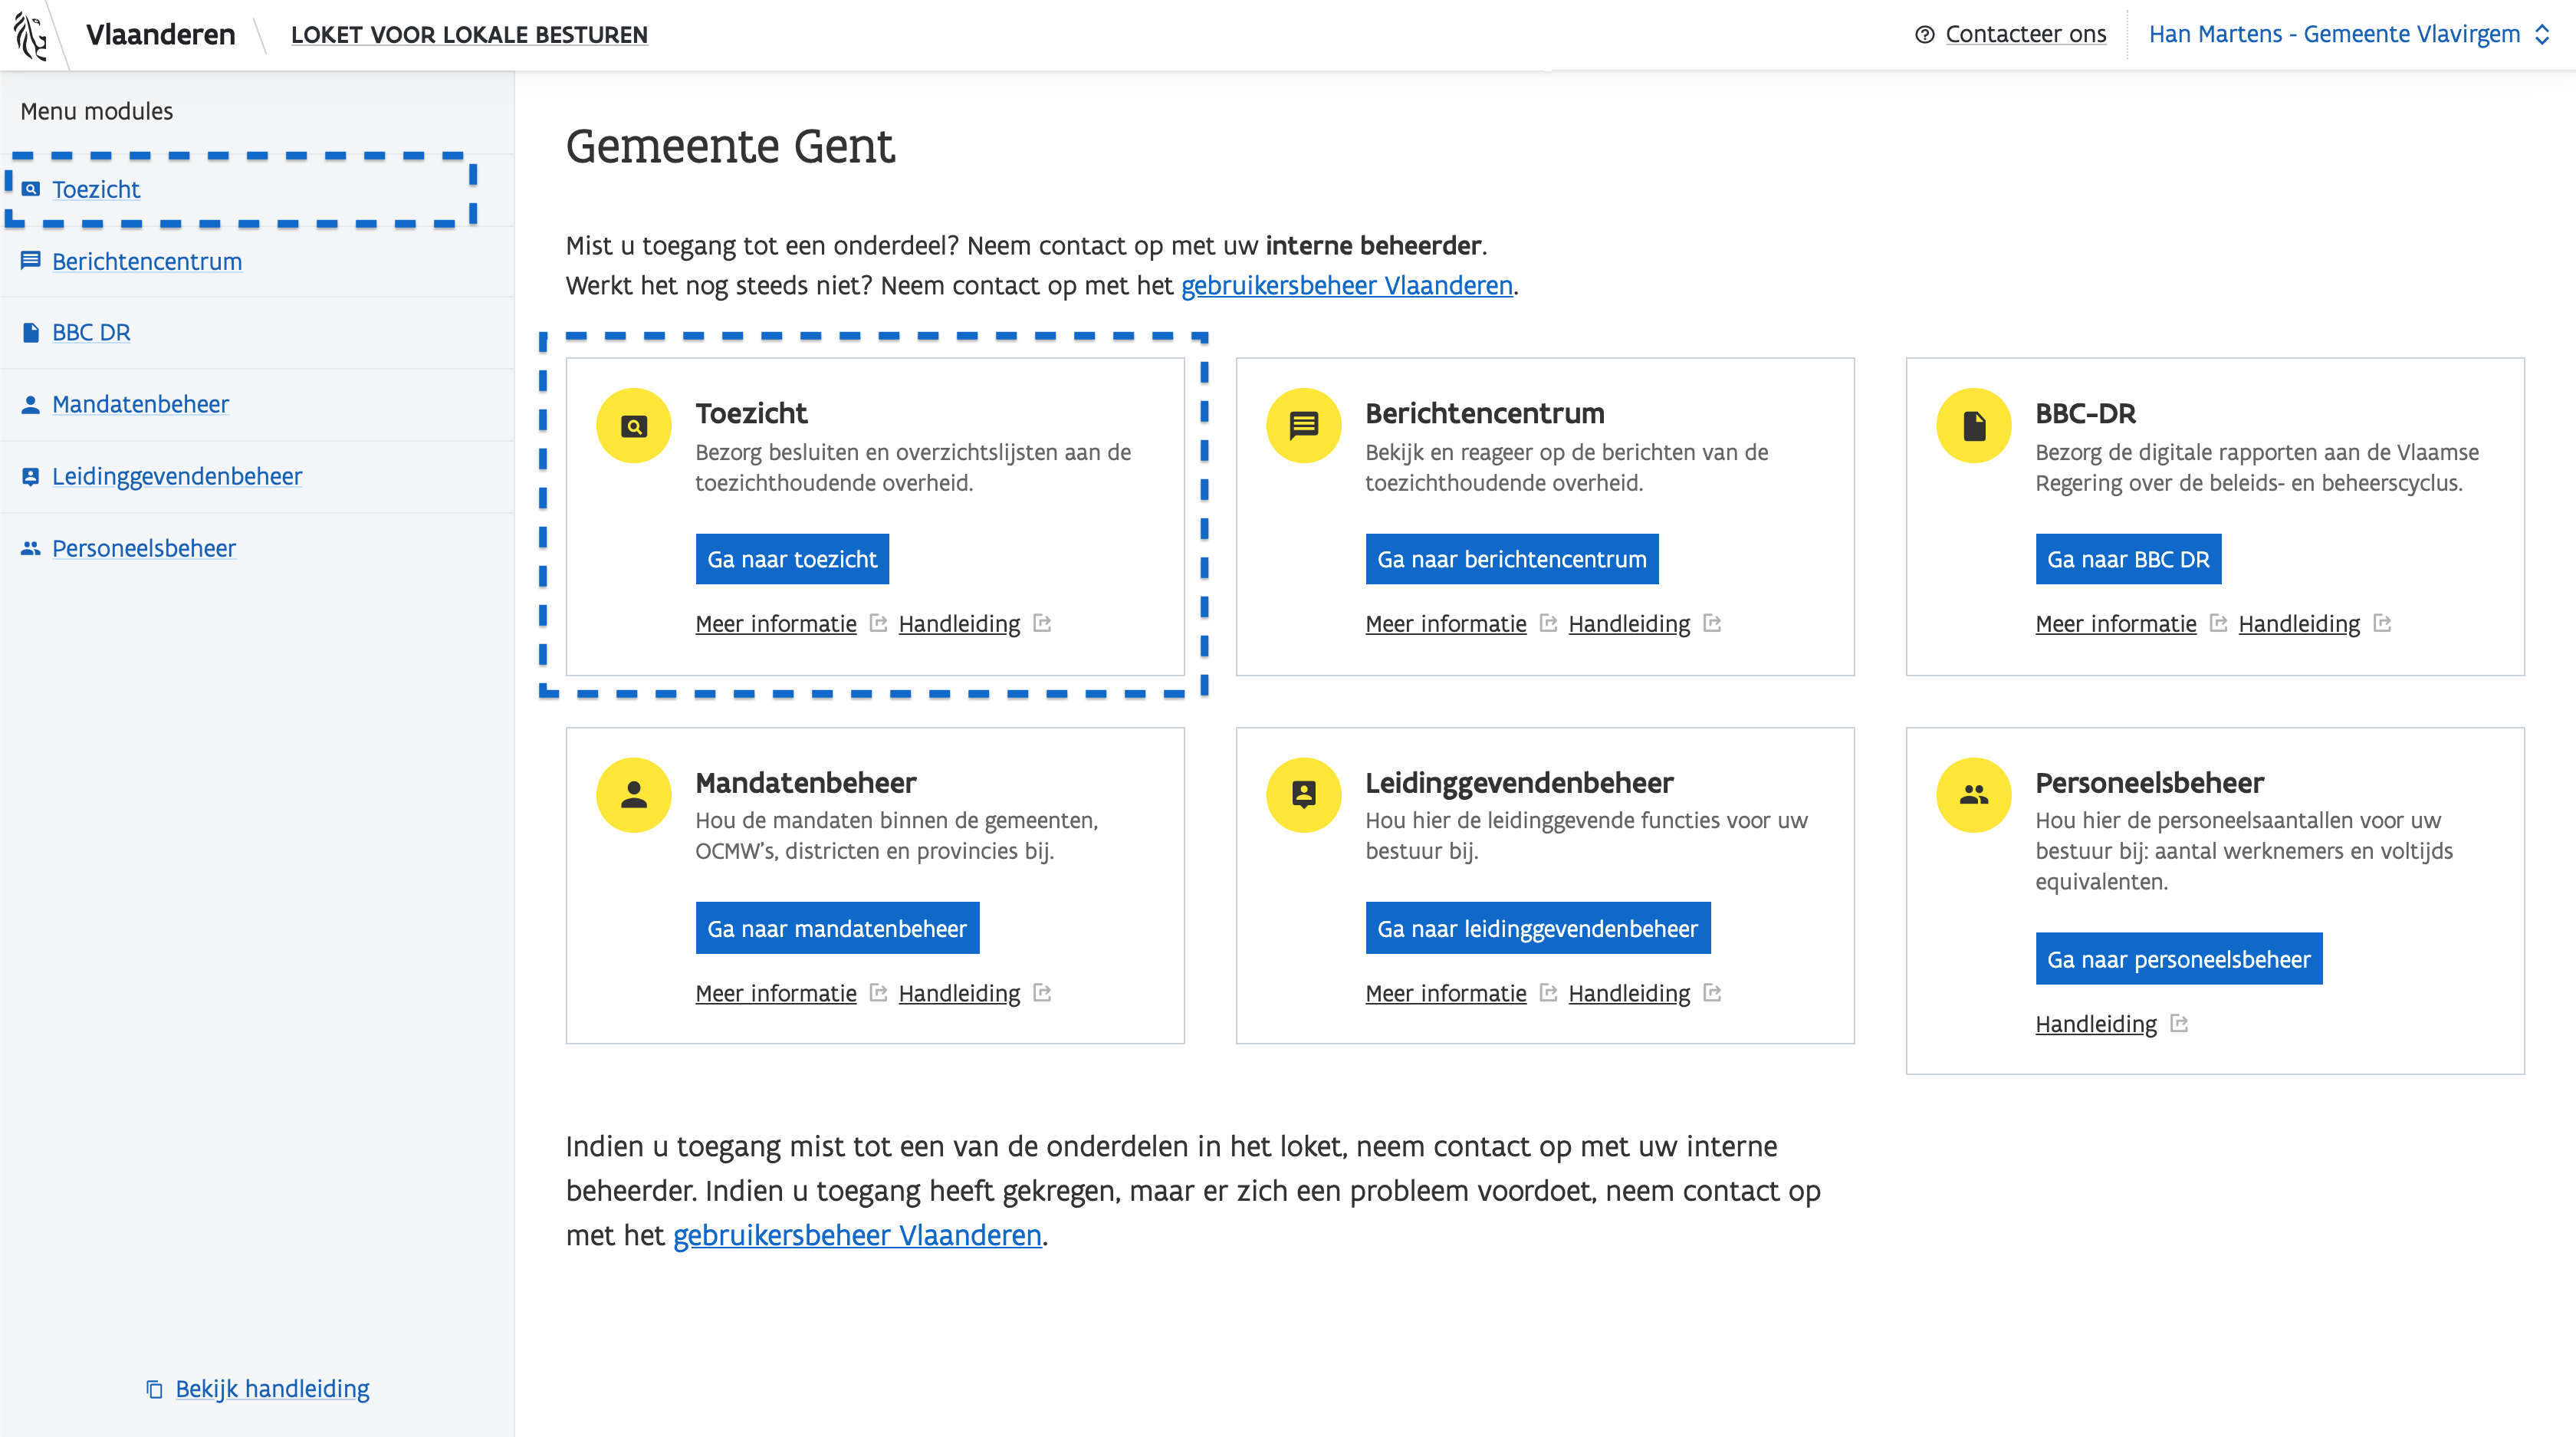 Vlaanderen
LOKET VOOR LOKALE BESTUREN
Contacteer ons
Han Martens - Gemeente Vlavirgem
Menu modules
Toezicht
Berichtencentrum
BBC DR
Mandatenbeheer
Leidinggevendenbeheer
Personeelsbeheer
Bekijk handleiding
Gemeente Gent
Mist u toegang tot een onderdeel? Neem contact op met uw interne beheerder.
Werkt het nog steeds niet? Neem contact op met het gebruikersbeheer Vlaanderen.
Toezicht
Bezorg besluiten en overzichtslijsten aan de
toezichthoudende overheid.
Ga naar toezicht
Meer informatie Handleiding
Berichtencentrum
Bekijk en reageer op de berichten van de
toezichthoudende overheid.
Ga naar berichtencentrum
Meer informatie Handleiding
BBC-DR
Bezorg de digitale rapporten aan de Vlaamse
Regering over de beleids- en beheerscyclus.
Ga naar BBC DR
Meer informatie Handleiding
Mandatenbeheer
Hou de mandaten binnen de gemeenten,
OCMW's, districten en provincies bij.
Ga naar mandatenbeheer
Meer informatie Handleiding
Leidinggevendenbeheer
Hou hier de leidinggevende functies voor uw
bestuur bij.
Ga naar leidinggevendenbeheer
Meer informatie Handleiding
Personeelsbeheer
Hou hier de personeelsaantallen voor uw
bestuur bij: aantal werknemers en voltijds
equivalenten.
Ga naar personeelsbeheer
Handleiding
Indien u toegang mist tot een van de onderdelen in het loket, neem contact op met uw interne
beheerder. Indien u toegang heeft gekregen, maar er zich een probleem voordoet, neem contact op
met het gebruikersbeheer Vlaanderen.